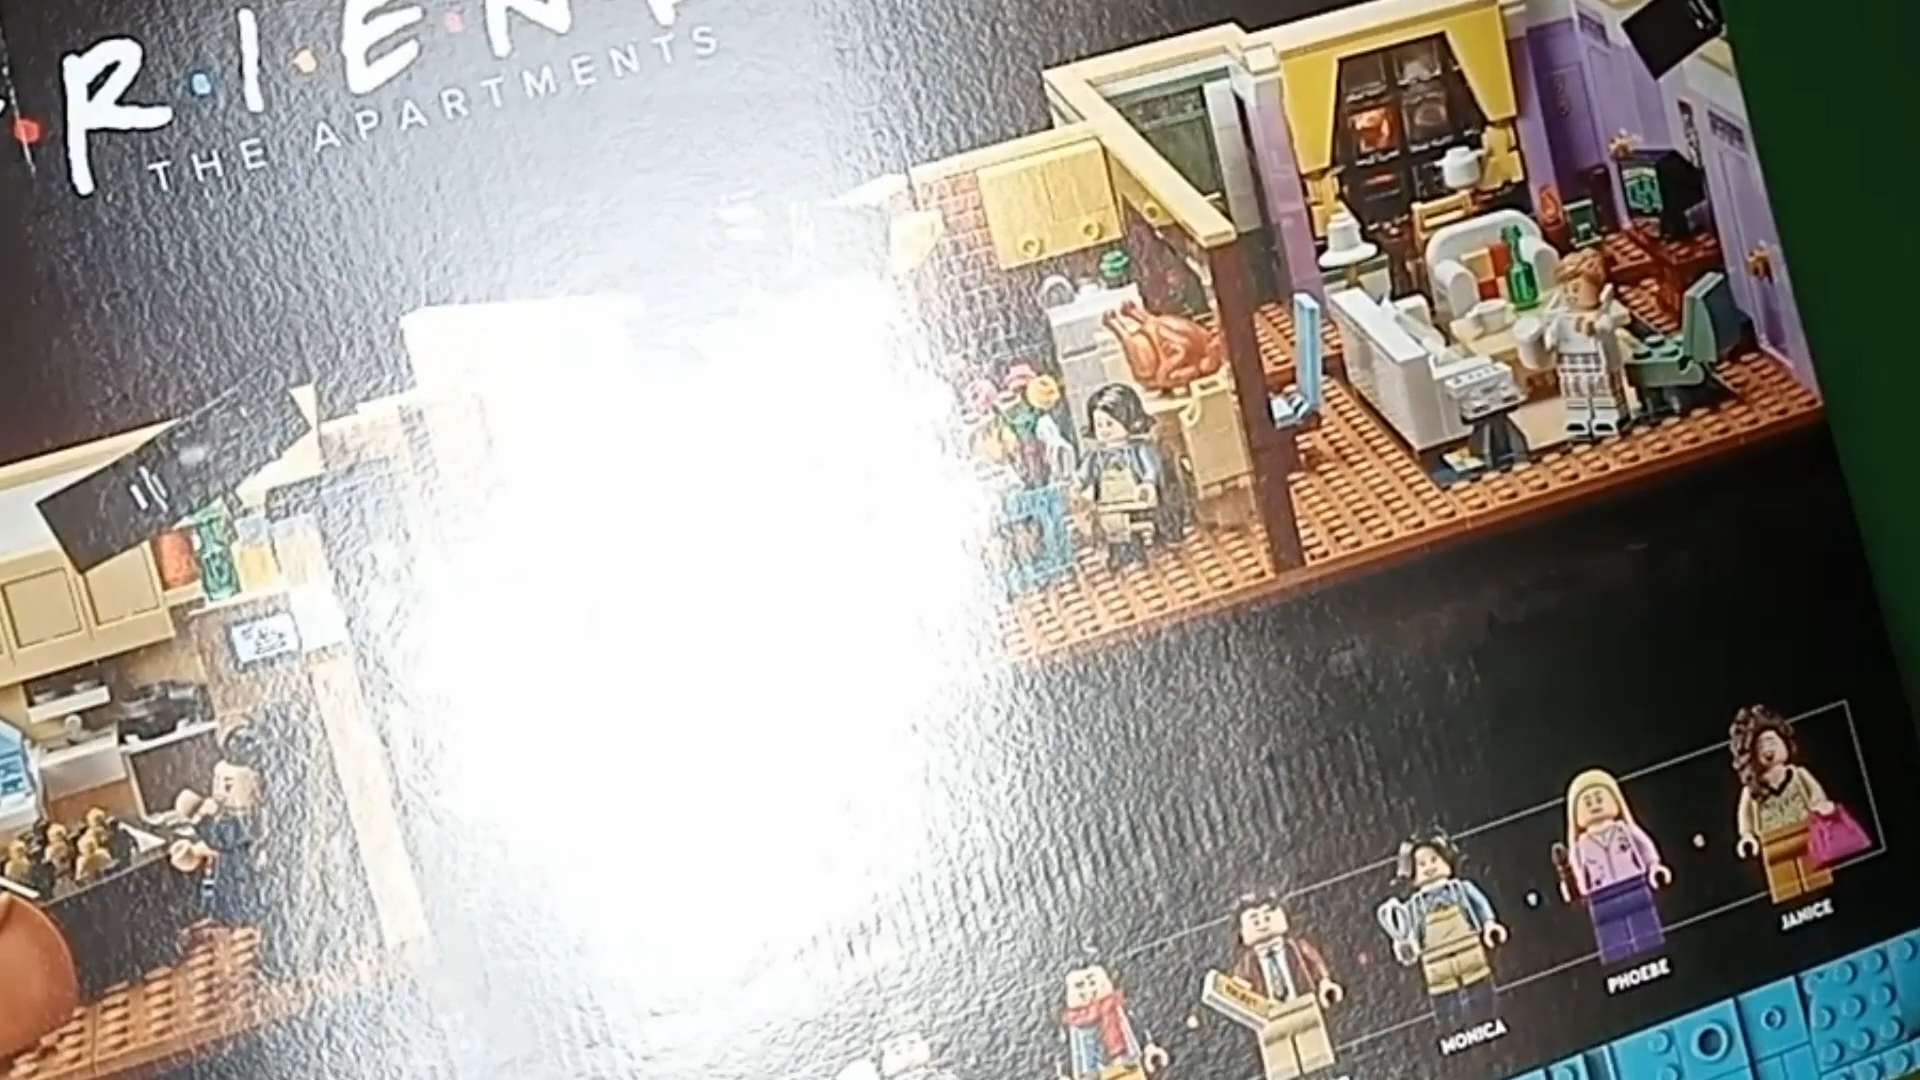 R·I·E·N
THE APARTMENTS
JANICE
PHOEBE
MONICA